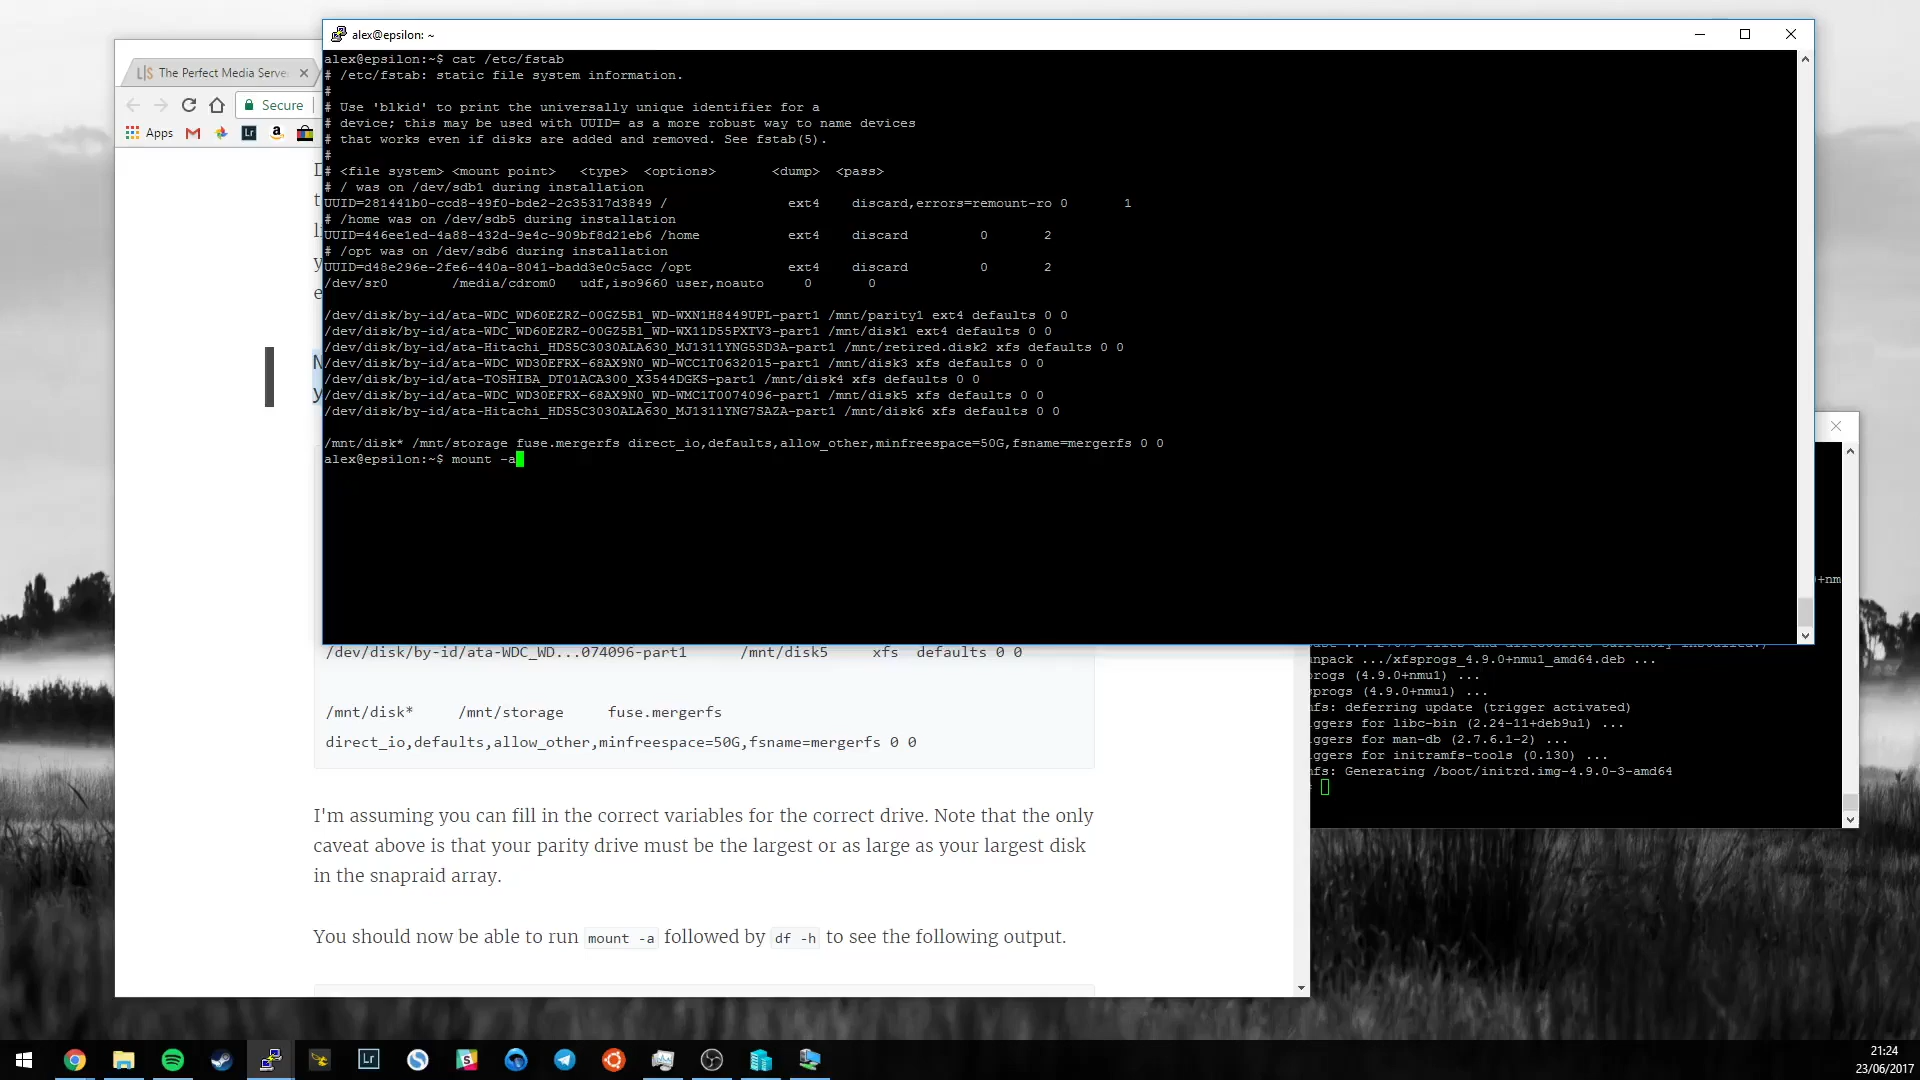 alex@epsilon: ~
alex@epsilon:~$ cat /etc/fstab
# /etc/fstab: static file system information.
#
# Use 'blkid' to print the universally unique identifier for a
# device; this may be used with UUID= as a more robust way to name devices
# that works even if disks are added and removed. See fstab(5).
#
# <file system> <mount point>   <type>  <options>       <dump>  <pass>
# / was on /dev/sdb1 during installation
UUID=281441b0-ccd8-49f0-bde2-2c35317d3849 /               ext4    discard,errors=remount-ro 0       1
# /home was on /dev/sdb5 during installation
UUID=446ee1ed-4a88-432d-9e4c-909bf8d21eb6 /home           ext4    discard         0       2
# /opt was on /dev/sdb6 during installation
UUID=d48e296e-2fe6-440a-8041-badd3e0c5acc /opt            ext4    discard         0       2
/dev/sr0        /media/cdrom0   udf,iso9660 user,noauto     0       0
/dev/disk/by-id/ata-WDC_WD60EZRZ-00GZ5B1_WD-WXN1H8449UPL-part1 /mnt/parity1 ext4 defaults 0 0
/dev/disk/by-id/ata-WDC_WD60EZRZ-00GZ5B1_WD-WX11D55PXTV3-part1 /mnt/disk1 ext4 defaults 0 0
/dev/disk/by-id/ata-Hitachi_HDS5C3030ALA630_MJ1311YNG5SD3A-part1 /mnt/retired.disk2 xfs defaults 0 0
/dev/disk/by-id/ata-WDC_WD30EFRX-68AX9N0_WD-WCC1T0632015-part1 /mnt/disk3 xfs defaults 0 0
/dev/disk/by-id/ata-TOSHIBA_DT01ACA300_X3544DGKS-part1 /mnt/disk4 xfs defaults 0 0
/dev/disk/by-id/ata-WDC_WD30EFRX-68AX9N0_WD-WMC1T0074096-part1 /mnt/disk5 xfs defaults 0 0
/dev/disk/by-id/ata-Hitachi_HDS5C3030ALA630_MJ1311YNG7SAZA-part1 /mnt/disk6 xfs defaults 0 0
/mnt/disk* /mnt/storage fuse.mergerfs direct_io,defaults,allow_other,minfreespace=50G,fsname=mergerfs 0 0
alex@epsilon:~$ mount -a
The Perfect Media Serve
Secure
Apps
/dev/disk/by-id/ata-WDC_WD...074096-part1 /mnt/disk5 xfs defaults 0 0
/mnt/disk* /mnt/storage fuse.mergerfs
direct_io,defaults,allow_other,minfreespace=50G,fsname=mergerfs 0 0
I'm assuming you can fill in the correct variables for the correct drive. Note that the only
caveat above is that your parity drive must be the largest or as large as your largest disk
in the snapraid array.
You should now be able to run mount -a followed by df -h to see the following output.
+nm
unpack .../xfsprogs_4.9.0+nmu1_amd64.deb ...
progs (4.9.0+nmu1) ...
sprogs (4.9.0+nmu1) ...
mfs: deferring update (trigger activated)
iggers for libc-bin (2.24-11+deb9u1) ...
iggers for man-db (2.7.6.1-2) ...
iggers for initramfs-tools (0.130) ...
mfs: Generating /boot/initrd.img-4.9.0-3-amd64
21:24
23/06/2017